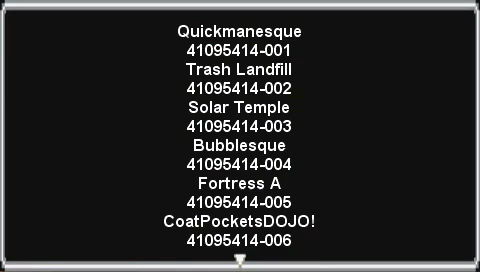 Quickmanesque
41095414-001
Trash Landfill
41095414-002
Solar Temple
41095414-003
Bubblesque
41095414-004
Fortress A
41095414-005
CoatPocketsDOJO!
41095414-006